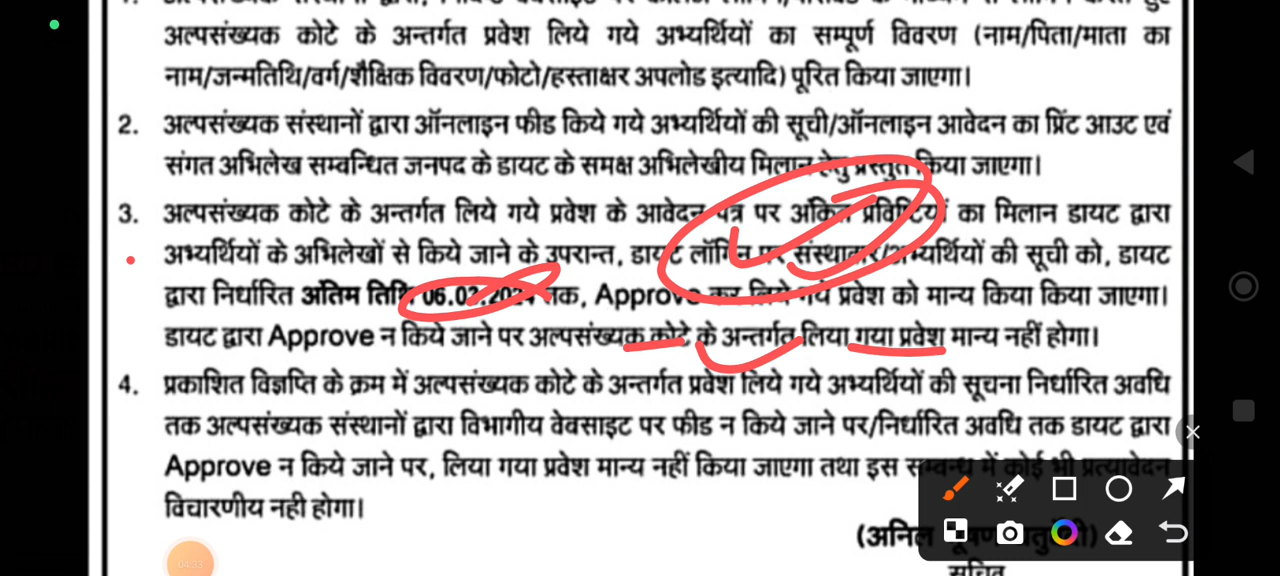 अल्पसंख्यक कोटे के अन्तर्गत प्रवेश लिये गये अभ्यर्थियों का सम्पूर्ण विवरण (नाम/पिता/माता का
नाम/जन्मतिथि/वर्ग/शैक्षिक विवरण/फोटो/हस्ताक्षर अपलोड इत्यादि) पूरित किया जाएगा।
2. अल्पसंख्यक संस्थानों द्वारा ऑनलाइन फीड किये गये अभ्यर्थियों की सूची/ऑनलाइन आवेदन का प्रिंट आउट एवं
संगत अभिलेख सम्बन्धित जनपद के डायट के समक्ष अभिलेखीय मिलान हेतु प्रस्तुत किया जाएगा।
3. अल्पसंख्यक कोटे के अन्तर्गत लिये गये प्रवेश के आवेदन पत्र पर अंकित प्रविष्टियों का मिलान डायट द्वारा
अभ्यर्थियों के अभिलेखों से किये जाने के उपरान्त, डायट लॉगिन पर संस्थावार/अभ्यर्थियों की सूची को, डायट
द्वारा निर्धारित अंतिम तिथि तक, Approve कर लिये गये प्रवेश को मान्य किया किया जाएगा।
डायट द्वारा Approve न किये जाने पर अल्पसंख्यक कोटे के अन्तर्गत लिया गया प्रवेश मान्य नहीं होगा।
4. प्रकाशित विज्ञप्ति के क्रम में अल्पसंख्यक कोटे के अन्तर्गत प्रवेश लिये गये अभ्यर्थियों की सूचना निर्धारित अवधि
तक अल्पसंख्यक संस्थानों द्वारा विभागीय वेबसाइट पर फीड न किये जाने पर/निर्धारित अवधि तक डायट द्वारा
Approve न किये जाने पर, लिया गया प्रवेश मान्य नहीं किया जाएगा तथा इस सम्बन्ध में कोई भी प्रत्यावेदन
विचारणीय नही होगा।
(अनिल भूषण चतुर्वेदी)
सचिव
04:33